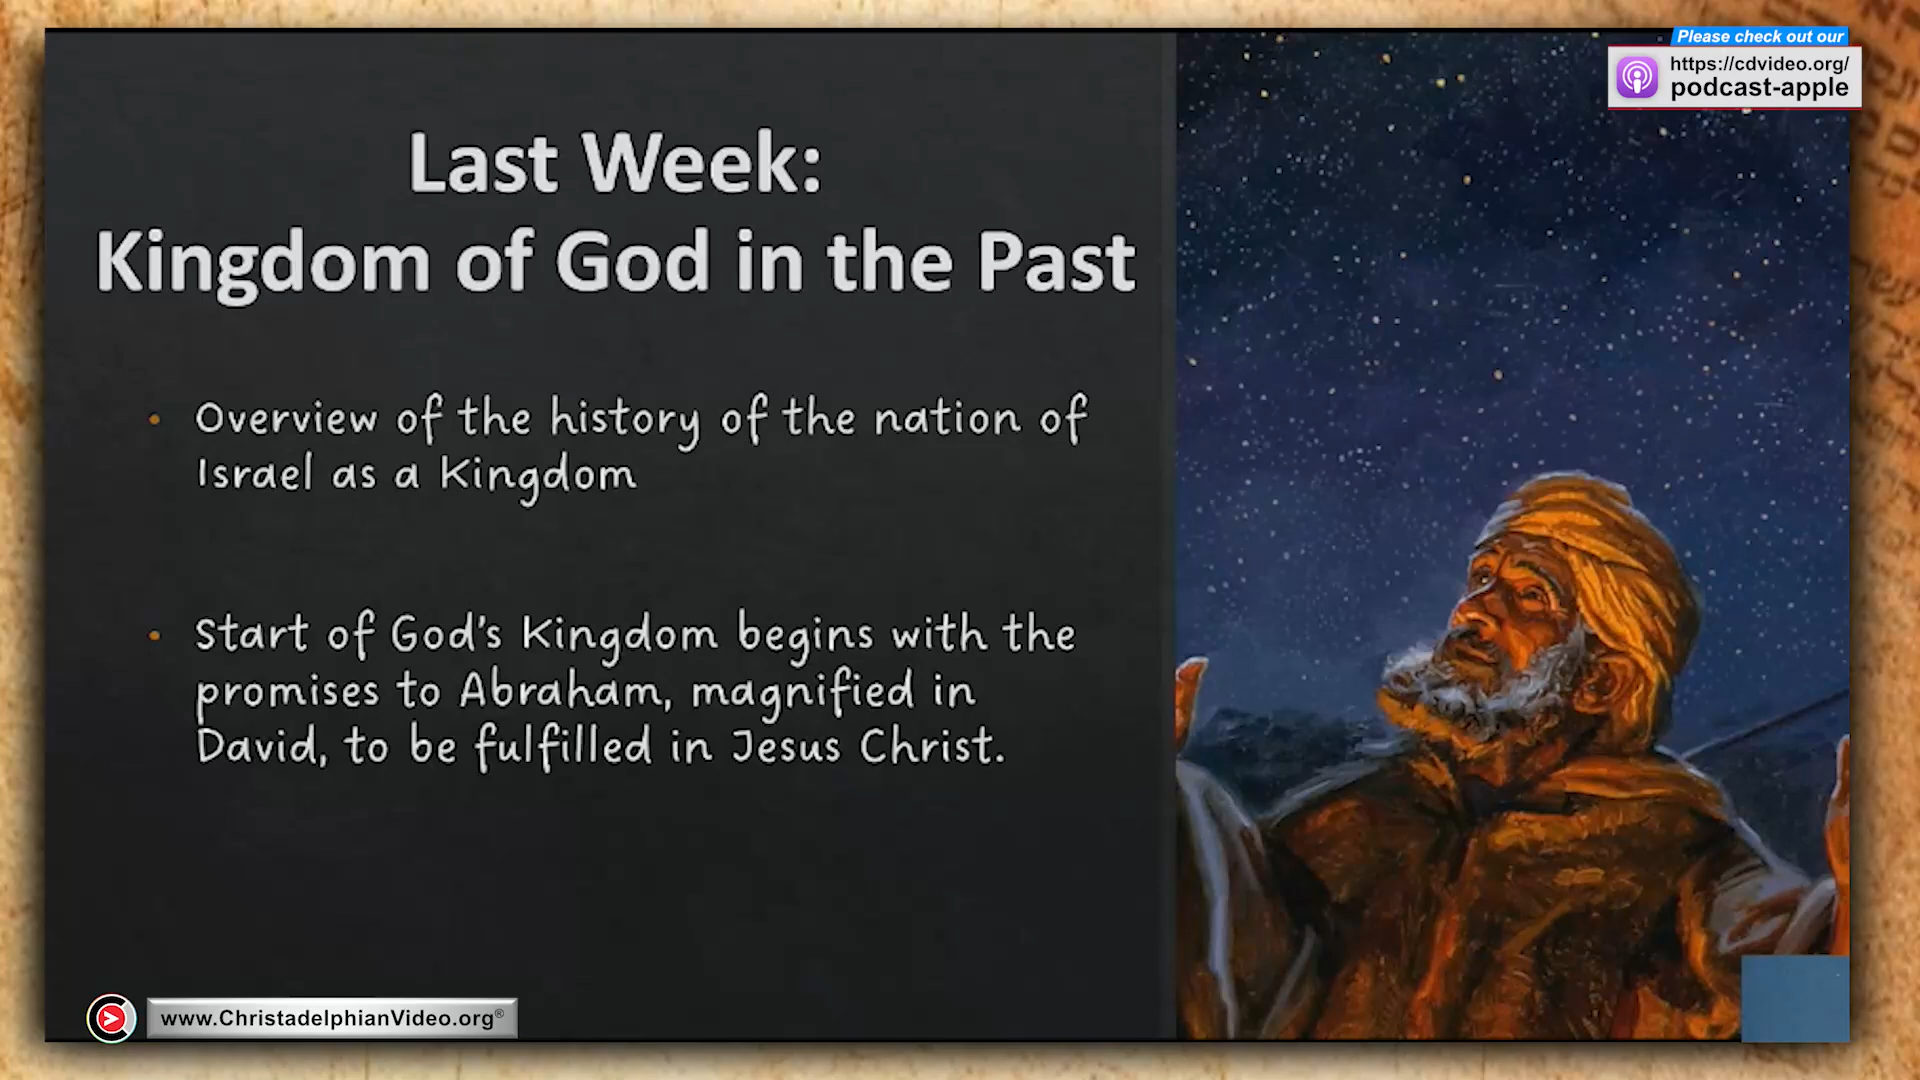 Please check out our
https://cdvideo.org/
podcast-apple
Last Week:
Kingdom of God in the Past
• Overview of the history of the nation of
Israel as a Kingdom
• Start of God's Kingdom begins with the
promises to Abraham, magnified in
David, to be fulfilled in Jesus Christ.
www.ChristadelphianVideo.org®